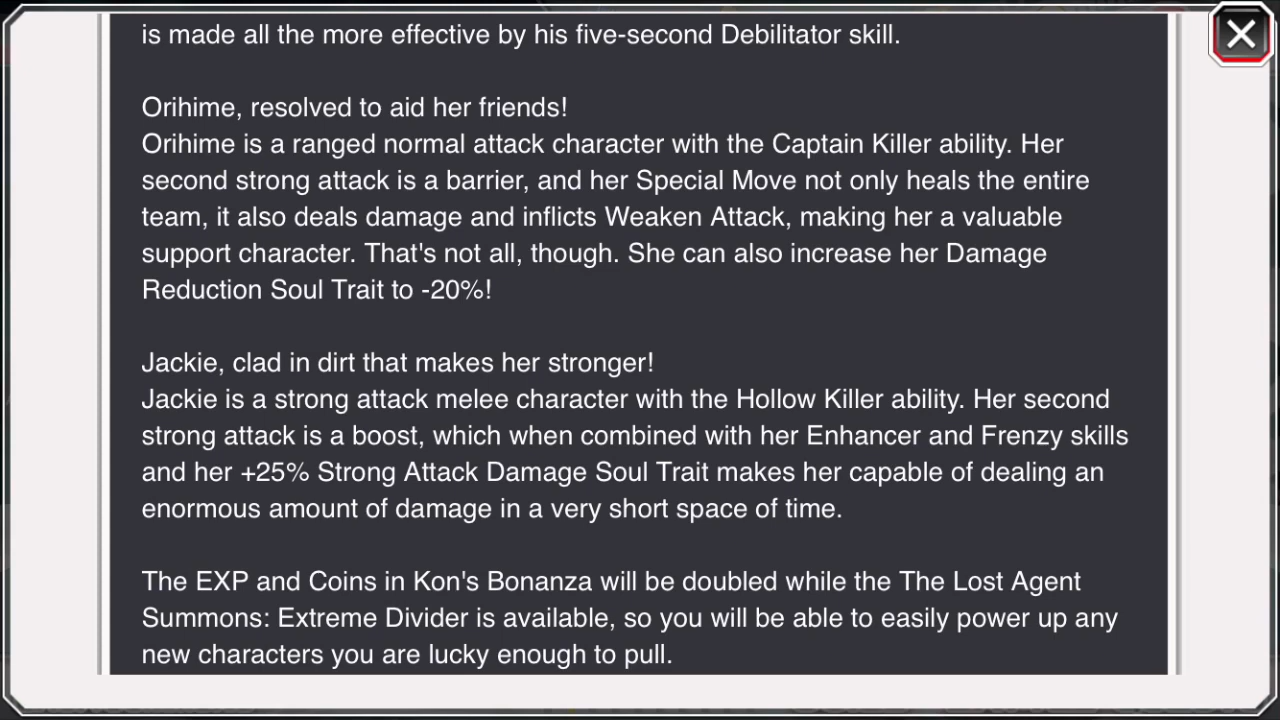 is made all the more effective by his five-second Debilitator skill.
Orihime, resolved to aid her friends!
Orihime is a ranged normal attack character with the Captain Killer ability. Her
second strong attack is a barrier, and her Special Move not only heals the entire
team, it also deals damage and inflicts Weaken Attack, making her a valuable
support character. That's not all, though. She can also increase her Damage
Reduction Soul Trait to -20%!
Jackie, clad in dirt that makes her stronger!
Jackie is a strong attack melee character with the Hollow Killer ability. Her second
strong attack is a boost, which when combined with her Enhancer and Frenzy skills
and her +25% Strong Attack Damage Soul Trait makes her capable of dealing an
enormous amount of damage in a very short space of time.
The EXP and Coins in Kon's Bonanza will be doubled while the The Lost Agent
Summons: Extreme Divider is available, so you will be able to easily power up any
new characters you are lucky enough to pull.